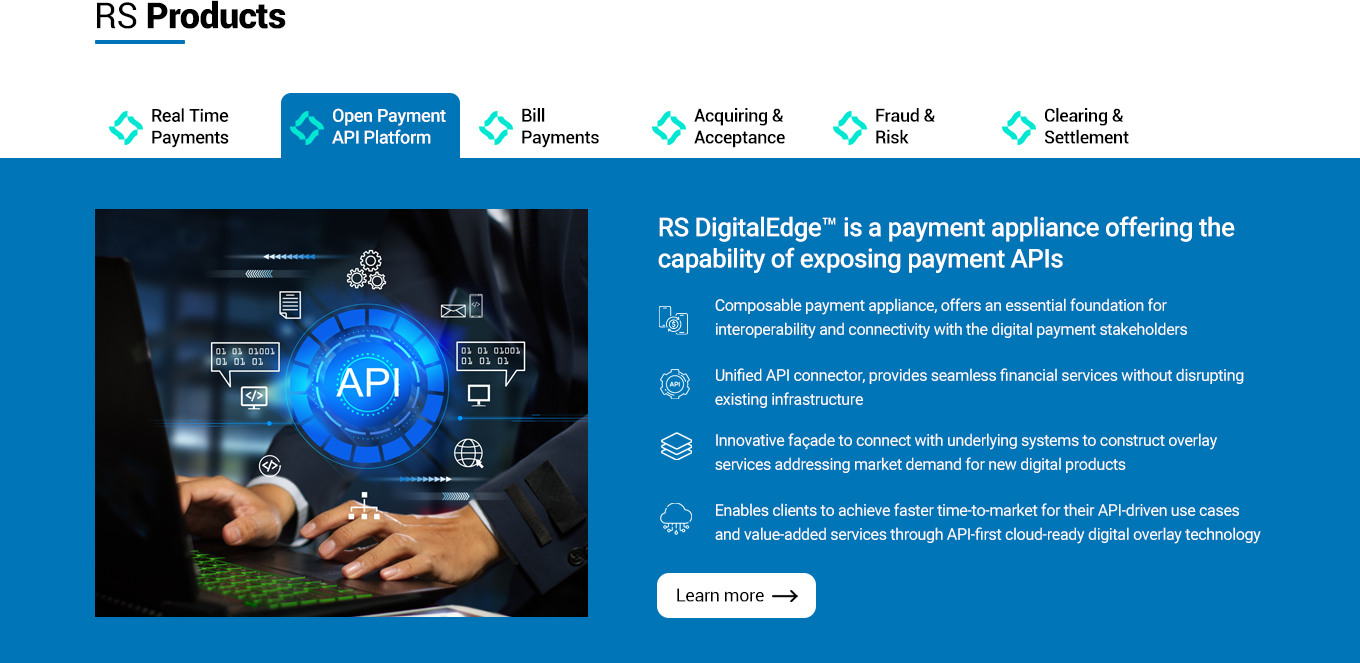 RS Products
Real Time
Payments
Open Payment
API Platform
Bill
Payments
Acquiring &
Acceptance
Fraud &
Risk
Clearing &
Settlement
01 01 01001
01 01 01
</>
API
01 01 01001
01 01 01
</>
</>
RS DigitalEdge™ is a payment appliance offering the
capability of exposing payment APIs
Composable payment appliance, offers an essential foundation for
interoperability and connectivity with the digital payment stakeholders
API
Unified API connector, provides seamless financial services without disrupting
existing infrastructure
Innovative façade to connect with underlying systems to construct overlay
services addressing market demand for new digital products
Enables clients to achieve faster time-to-market for their API-driven use cases
and value-added services through API-first cloud-ready digital overlay technology
Learn more